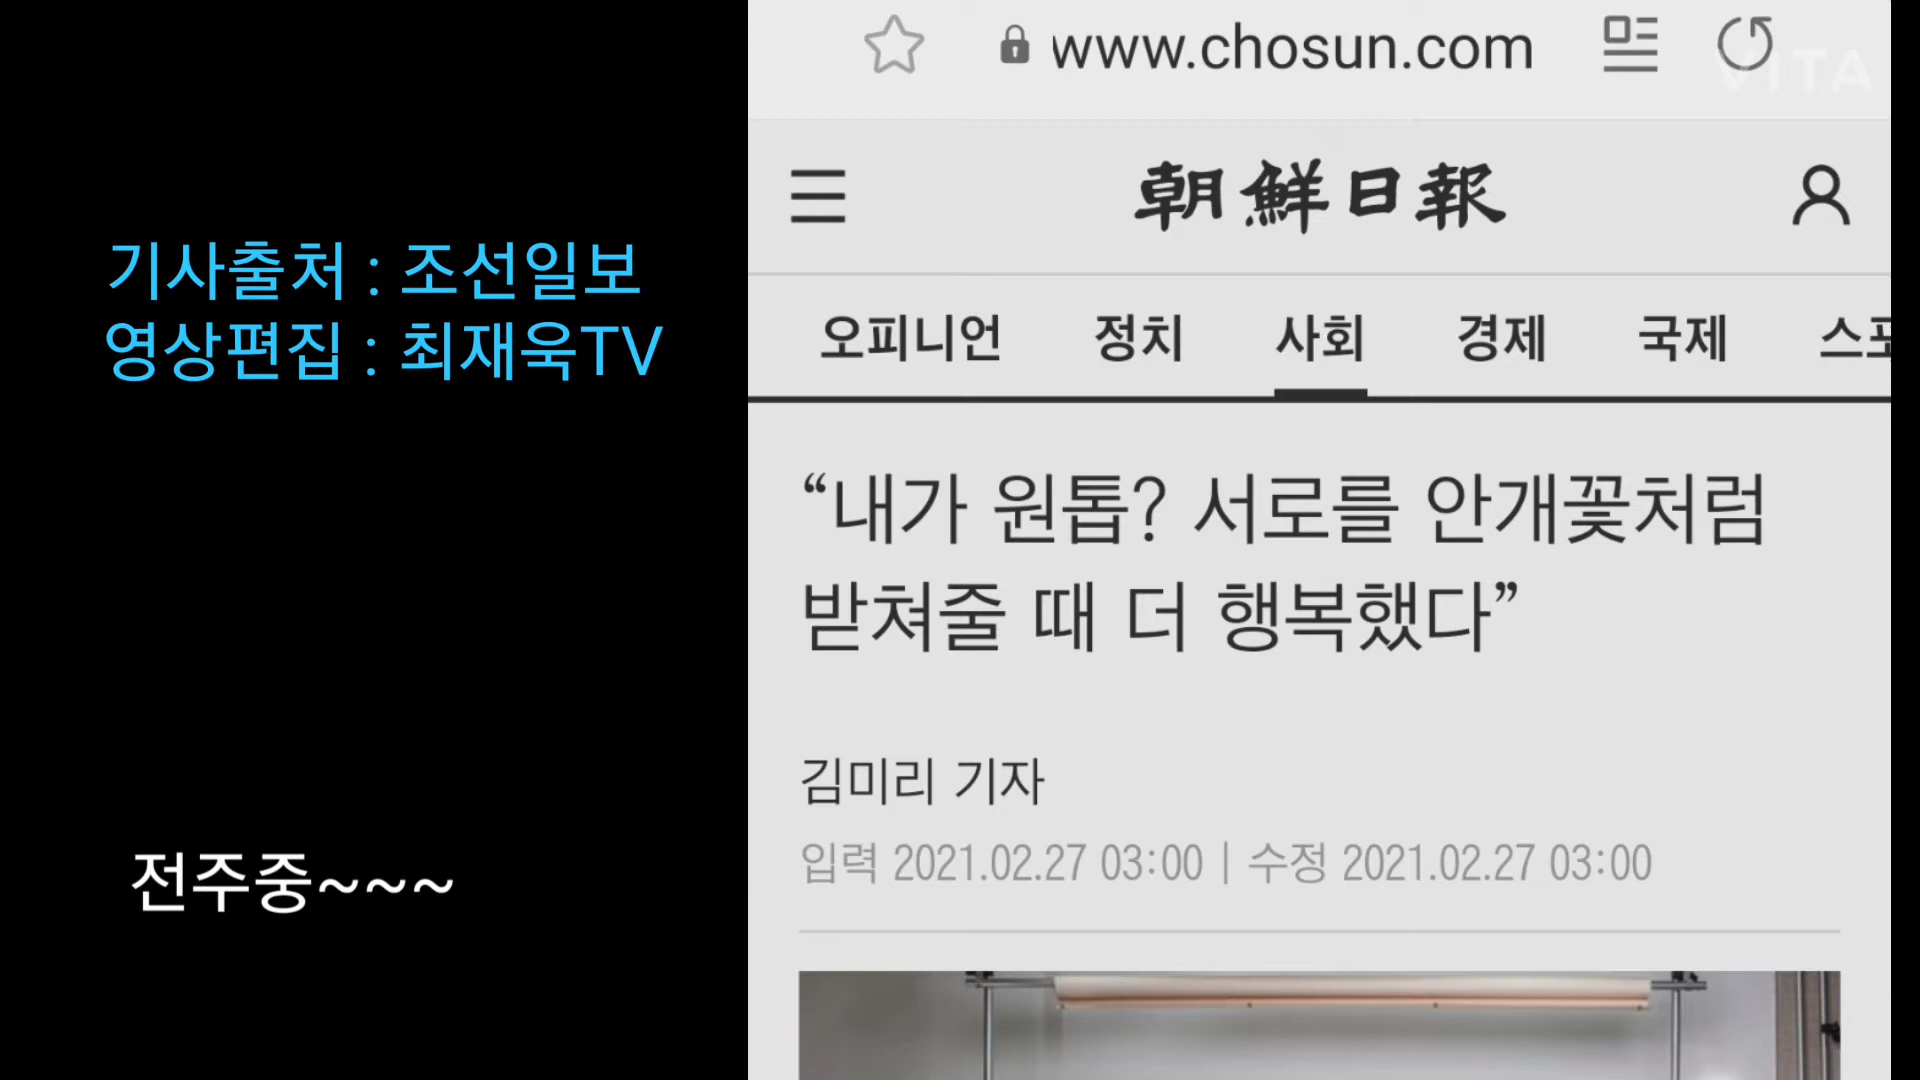 기사출처 : 조선일보
영상편집 : 최재욱TV
전주중~~~
www.chosun.com
VITA
朝鮮日報
오피니언 정치 사회 경제 국제 스포
“내가 원톱? 서로를 안개꽃처럼
받쳐줄 때 더 행복했다”
김미리 기자
입력 2021.02.27 03:00 | 수정 2021.02.27 03:00